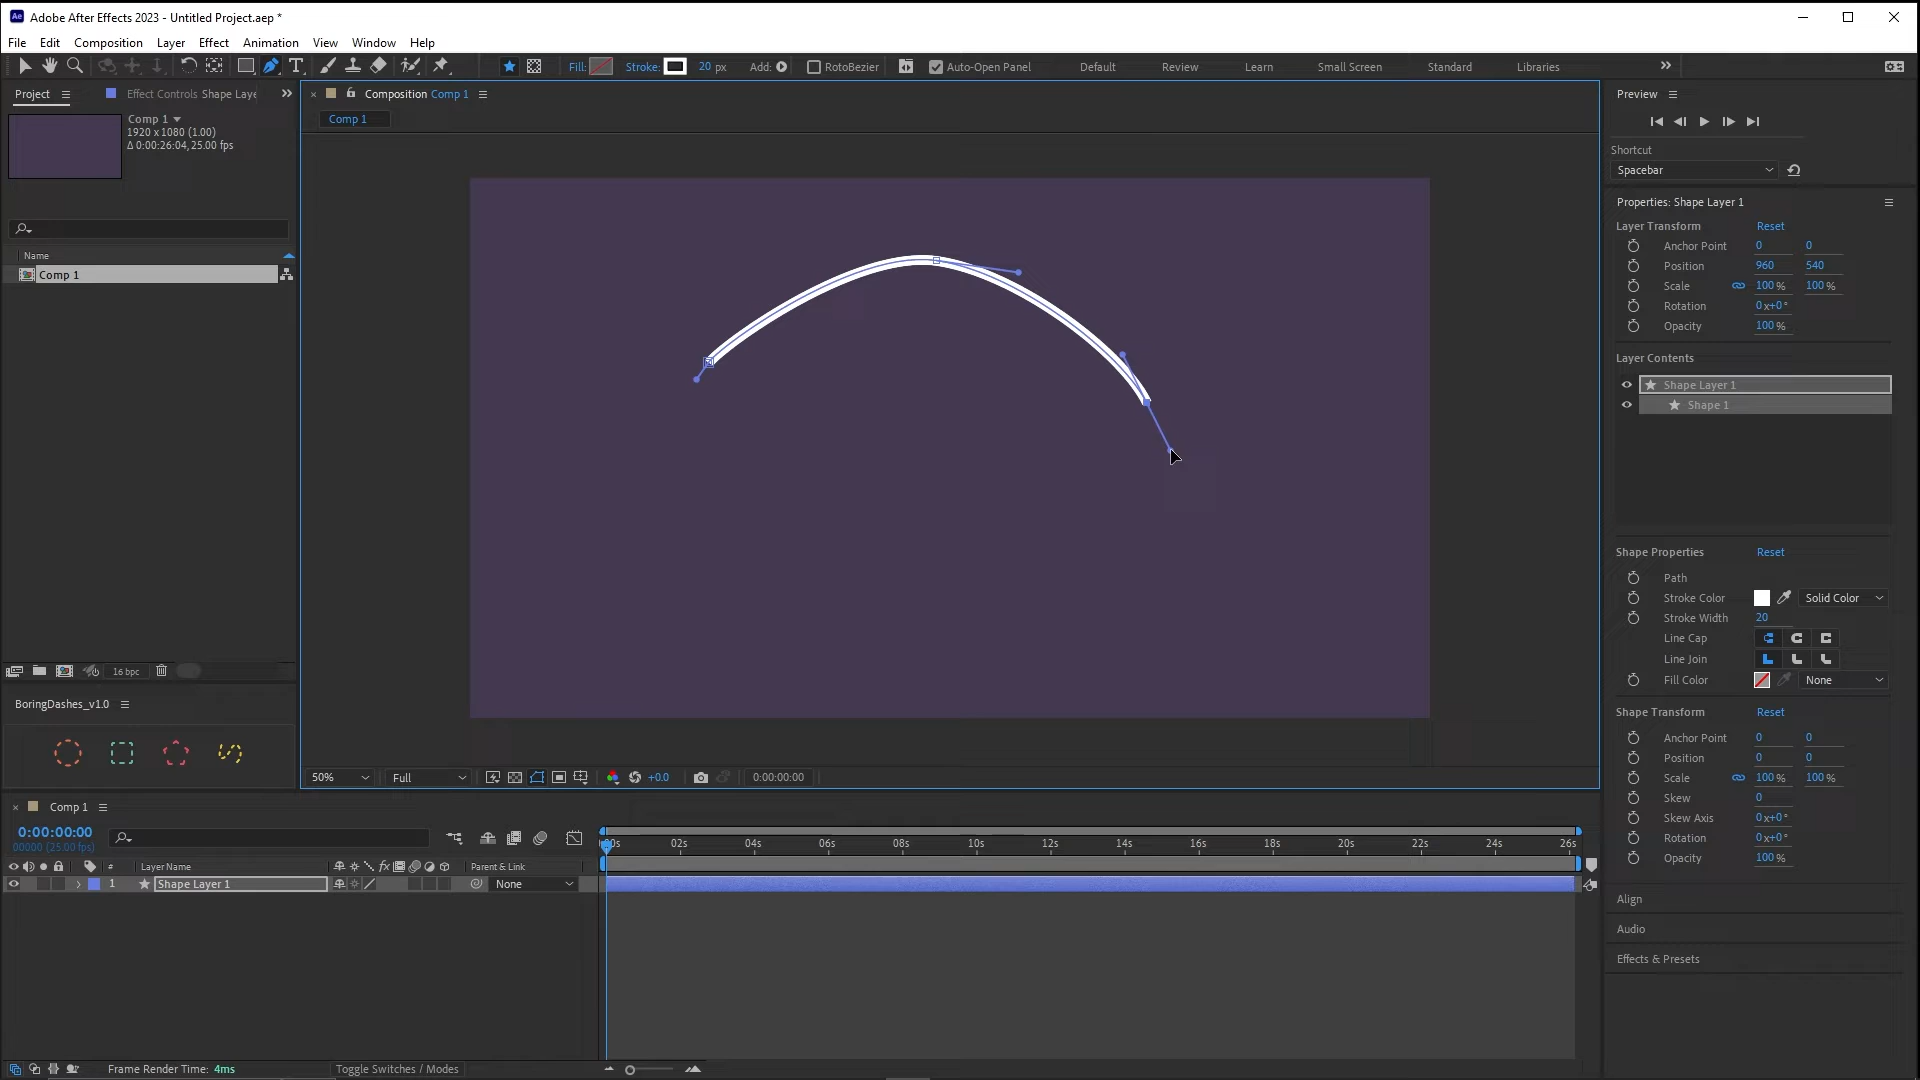 Ae Adobe After Effects 2023 - Untitled Project.aep *
File Edit Composition Layer Effect Animation View Window Help
Fill: Stroke: 20 px Add: RotoBezier Auto-Open Panel Default Review Learn Small Screen Standard Libraries
Project Effect Controls Shape Laye
Comp 1
1920 x 1080 (1.00)
Δ 0:00:26:04, 25.00 fps
Name
Comp 1
16 bpc
BoringDashes_v1.0
Composition Comp 1
Comp 1
50% Full +0.0 0:00:00:00
Preview
Shortcut
Spacebar
Properties: Shape Layer 1
Layer Transform Reset
Anchor Point 0 0
Position 960 540
Scale 100 % 100 %
Rotation 0x+0°
Opacity 100 %
Layer Contents
Shape Layer 1
Shape 1
Shape Properties Reset
Path
Stroke Color Solid Color
Stroke Width 20
Line Cap
Line Join
Fill Color None
Shape Transform Reset
Anchor Point 0 0
Position 0 0
Scale 100 % 100 %
Skew 0
Skew Axis 0x+0°
Rotation 0x+0°
Opacity 100 %
Align
Audio
Effects & Presets
Comp 1
0:00:00:00
00000 (25.00 fps)
# Layer Name fx Parent & Link
1 Shape Layer 1 None
:00s 02s 04s 06s 08s 10s 12s 14s 16s 18s 20s 22s 24s 26s
Frame Render Time: 4ms Toggle Switches / Modes